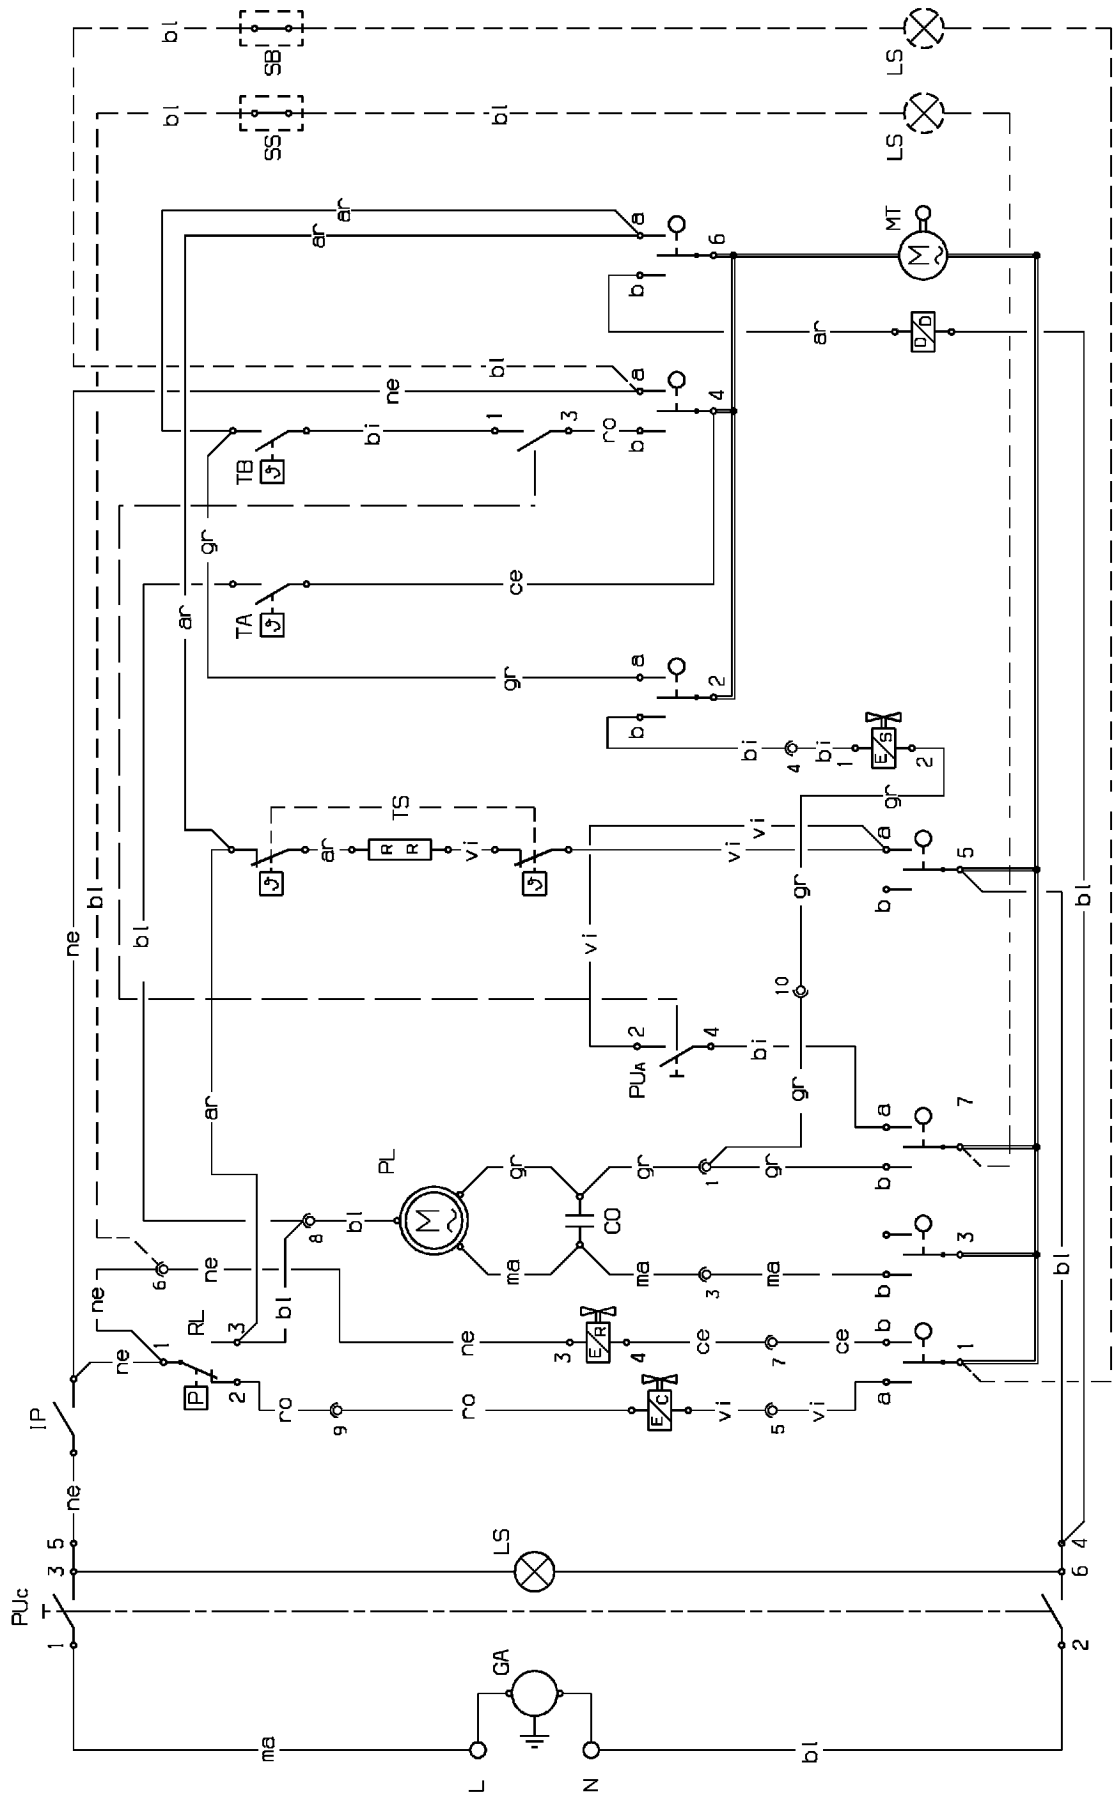 PUc
IP
1
3
5
ne
ne
ne
ne
bl
bl
1
6
bl
bl
P
RL
ar
ne
ar
gr
2
3
TA
TB
ma
ϑ
ϑ
ϑ
SS
SB
ro
bl
8
ar
ar
9
ar
bl
bi
PL
R R
ne
TS
M
L
ro
ne
vi
1
bl
GA
LS
bl
ma
gr
gr
ce
ϑ
3
3
vi
N
E R
CO
ro
PUA
2
b
a
b
a
b
a
4
ma
gr
E C
ce
3
1
4
2
4
6
vi
vi
vi
bi
bi
ma
gr
5
7
10
4
gr
gr
bl
vi
ce
bi
ar
1
a
b
b
b
a
b
a
E S
gr
LS
LS
MT
D D
M
2
1
3
7
5
bl
6
2
4
bl